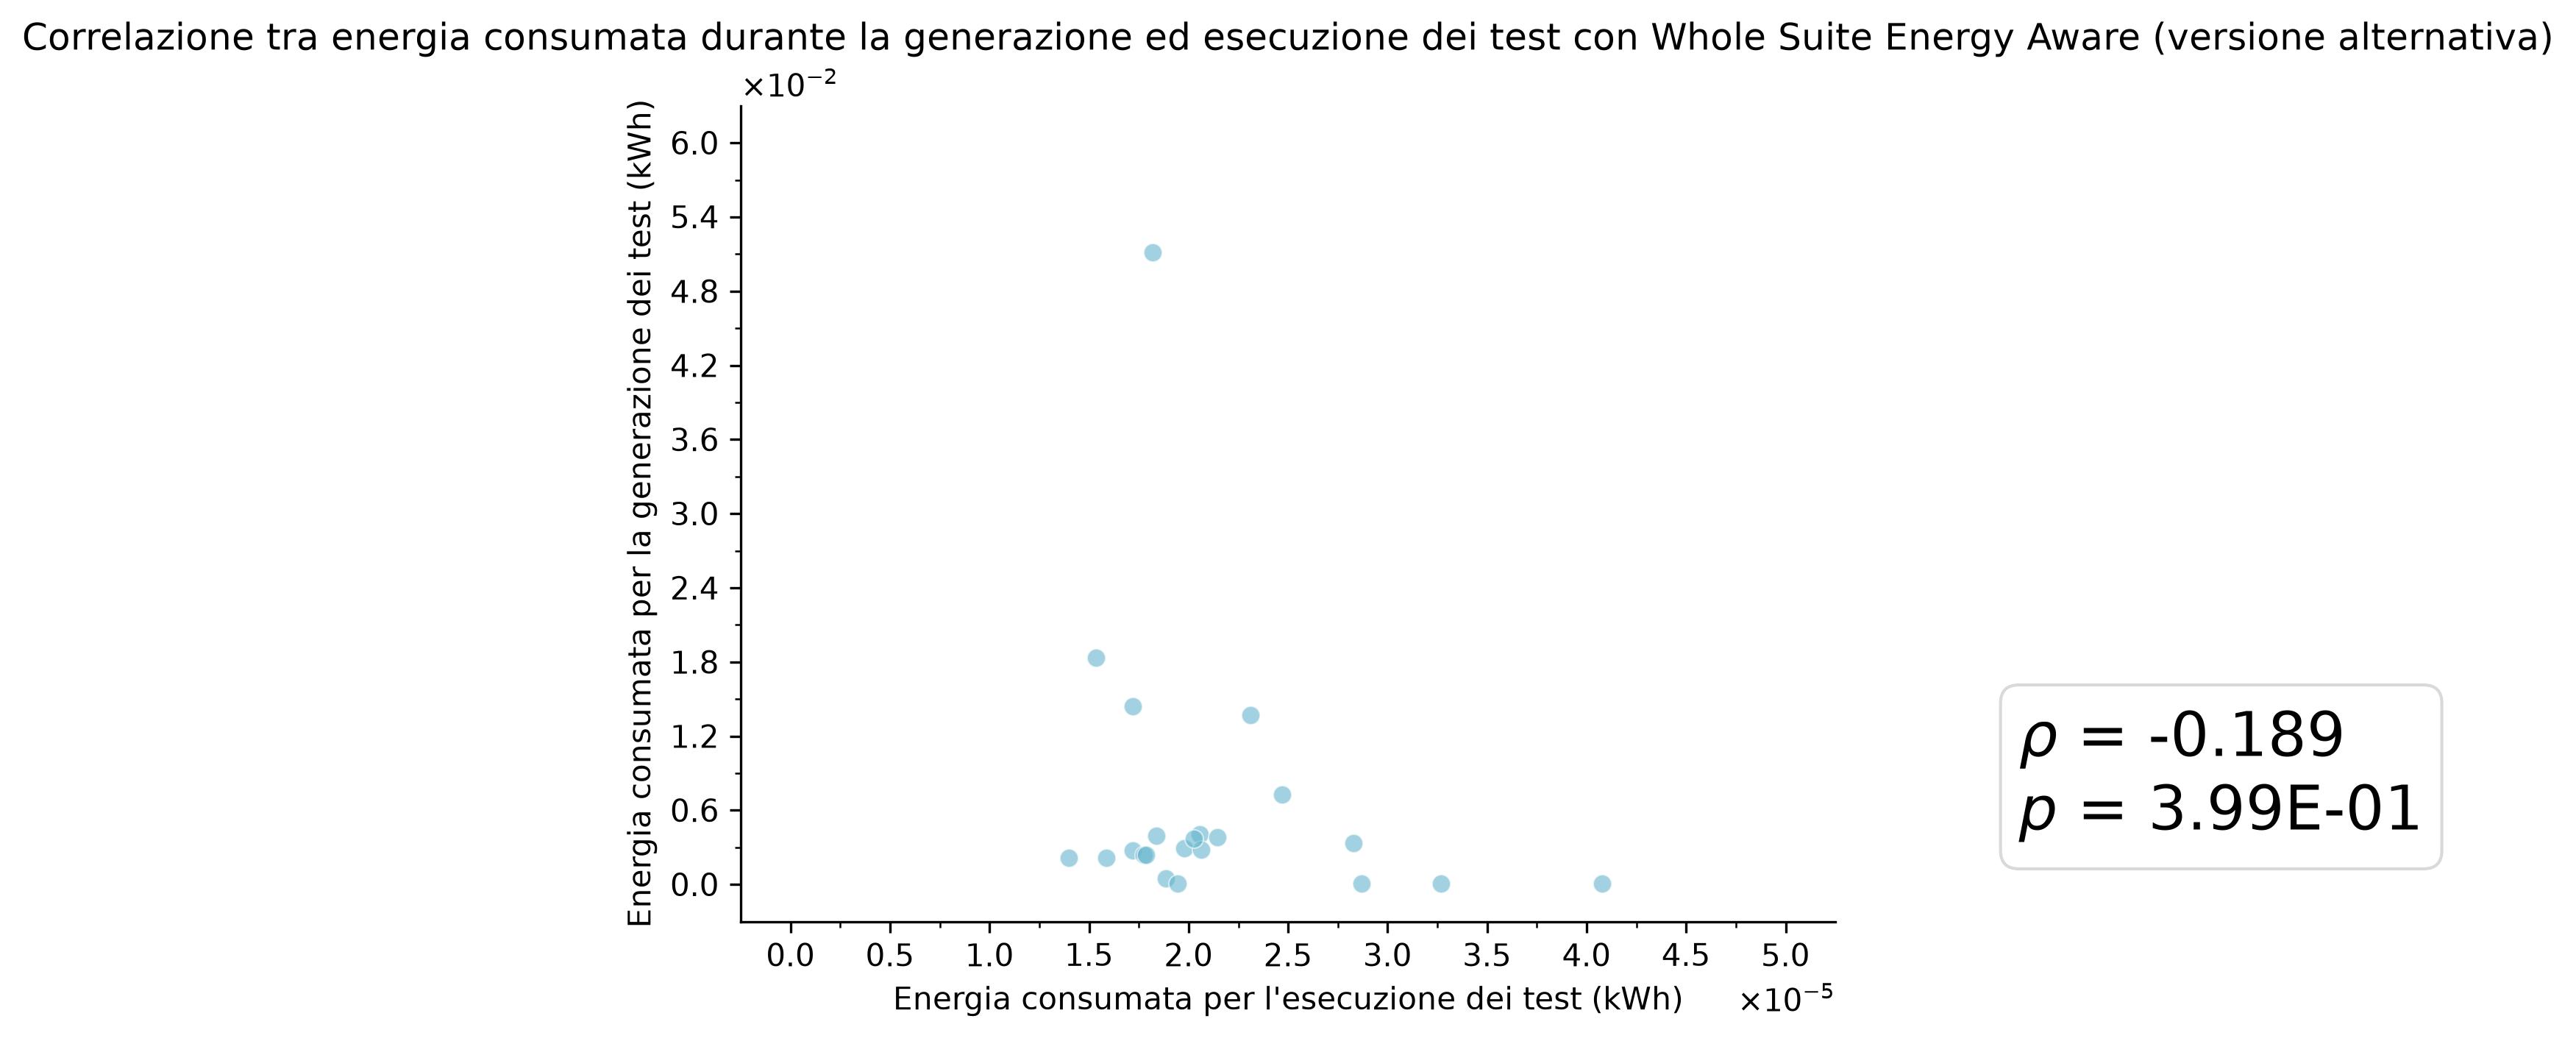 Correlazione tra energia consumata durante la generazione ed esecuzione dei test con Whole Suite Energy Aware (versione alternativa)
×10⁻²
Energia consumata per la generazione dei test (kWh)
6.0
5.4
4.8
4.2
3.6
3.0
2.4
1.8
1.2
0.6
0.0
0.0 0.5 1.0 1.5 2.0 2.5 3.0 3.5 4.0 4.5 5.0
Energia consumata per l'esecuzione dei test (kWh)
×10⁻⁵
ρ = -0.189
p = 3.99E-01